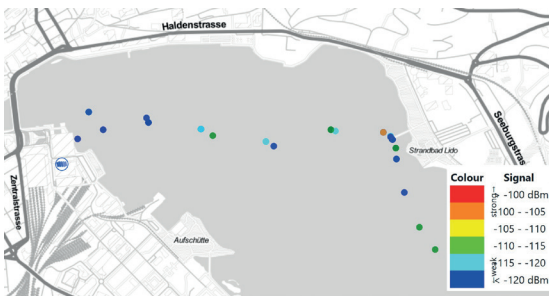 Haldenstrasse
Seeburgstras
Strandbad Lido
Zentralstrasse
Aufschütte
Colour Signal
strong→
← weak
-100 dBm
-100 - -105
-105 - -110
-110 - -115
-115 - -120
-120 dBm